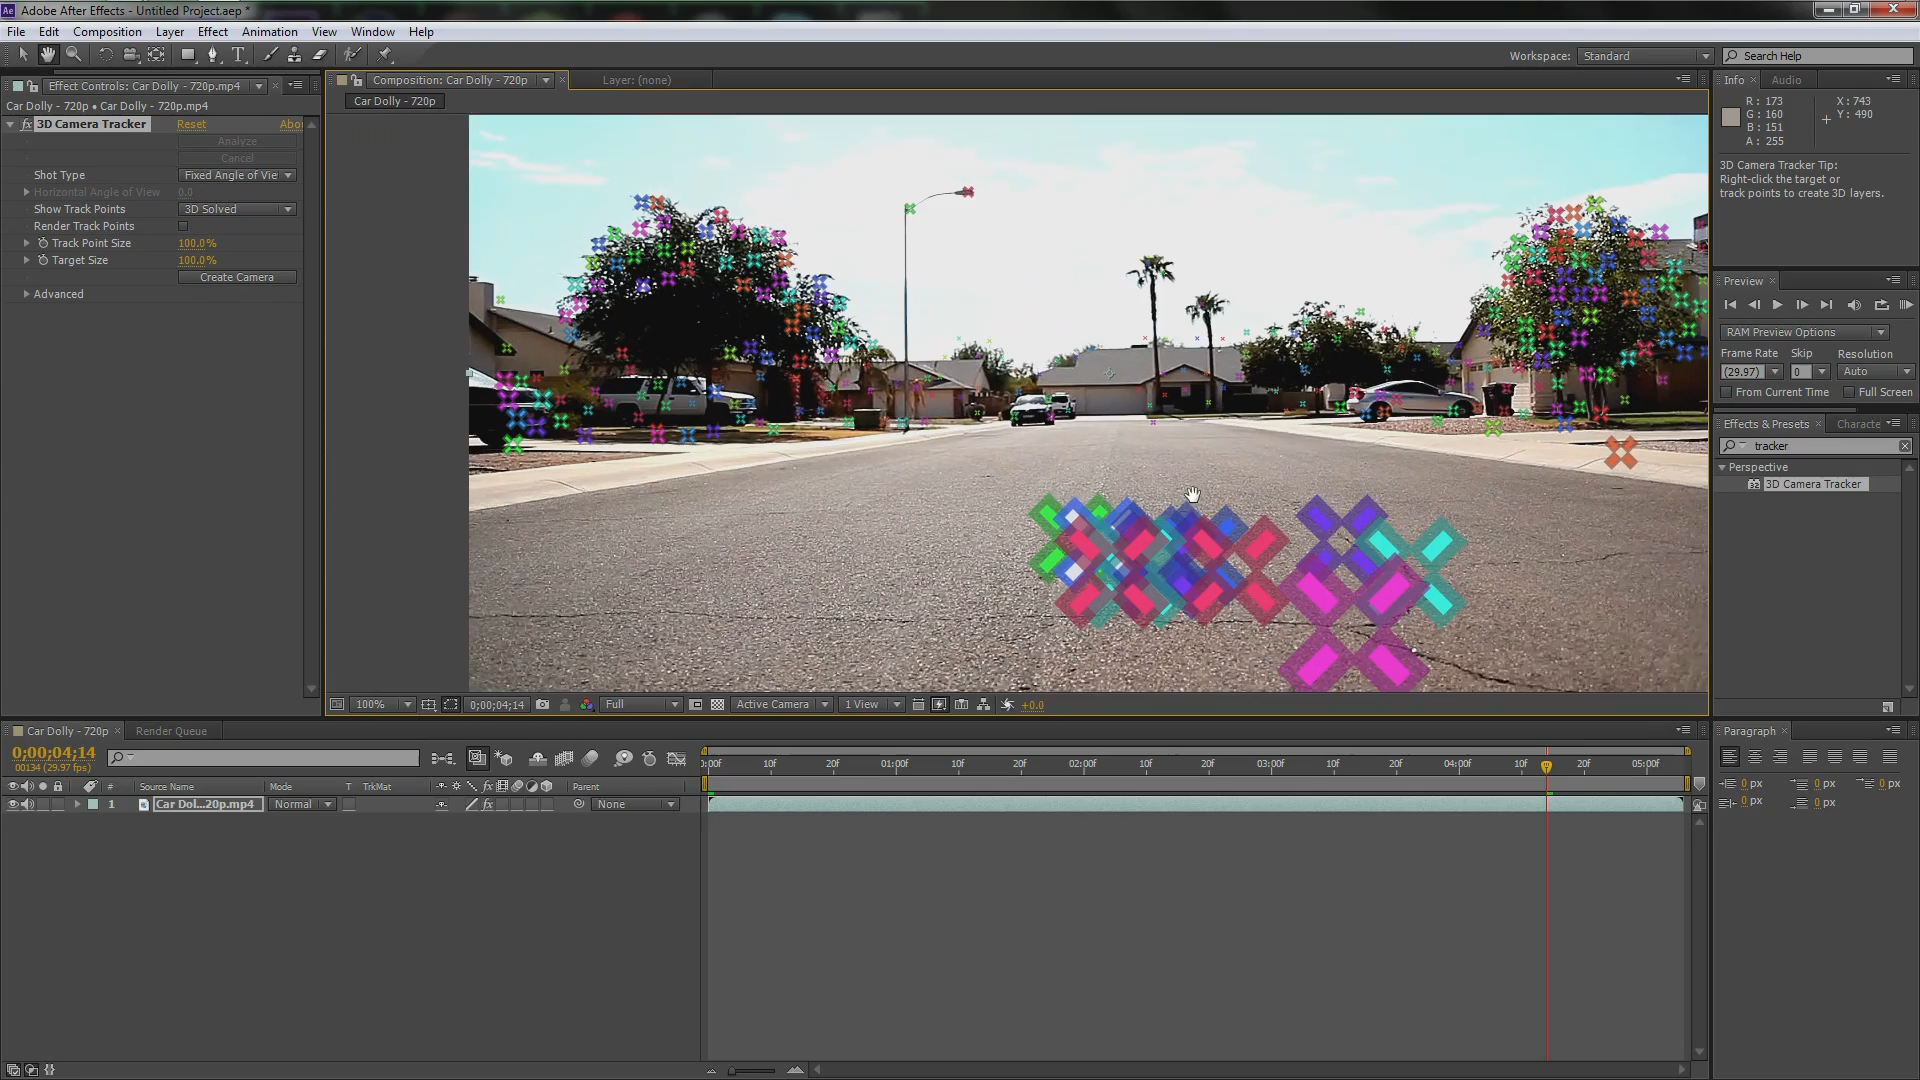 Ae Adobe After Effects - Untitled Project.aep *
File Edit Composition Layer Effect Animation View Window Help
Workspace: Standard Search Help
Effect Controls: Car Dolly - 720p.mp4
Car Dolly - 720p • Car Dolly - 720p.mp4
fx 3D Camera Tracker Reset Abo
Analyze
Cancel
Shot Type Fixed Angle of Vie
Horizontal Angle of View 0.0
Show Track Points 3D Solved
Render Track Points
Track Point Size 100.0%
Target Size 100.0%
Create Camera
Advanced
Composition: Car Dolly - 720p Layer: (none)
Car Dolly - 720p
100% 0;00;04;14 Full Active Camera 1 View +0.0
Info Audio
R : 173 X : 743
G : 160 Y : 490
B : 151
A : 255
3D Camera Tracker Tip:
Right-click the target or
track points to create 3D layers.
Preview
RAM Preview Options
Frame Rate Skip Resolution
(29.97) 0 Auto
From Current Time Full Screen
Effects & Presets Characte
tracker
Perspective
32 3D Camera Tracker
Car Dolly - 720p Render Queue
0;00;04;14
00134 (29.97 fps)
# Source Name Mode T TrkMat fx Parent
1 Car Dol...20p.mp4 Normal fx None
):00f 10f 20f 01:00f 10f 20f 02:00f 10f 20f 03:00f 10f 20f 04:00f 10f 20f 05:00f
Paragraph
0 px 0 px 0 px
0 px 0 px